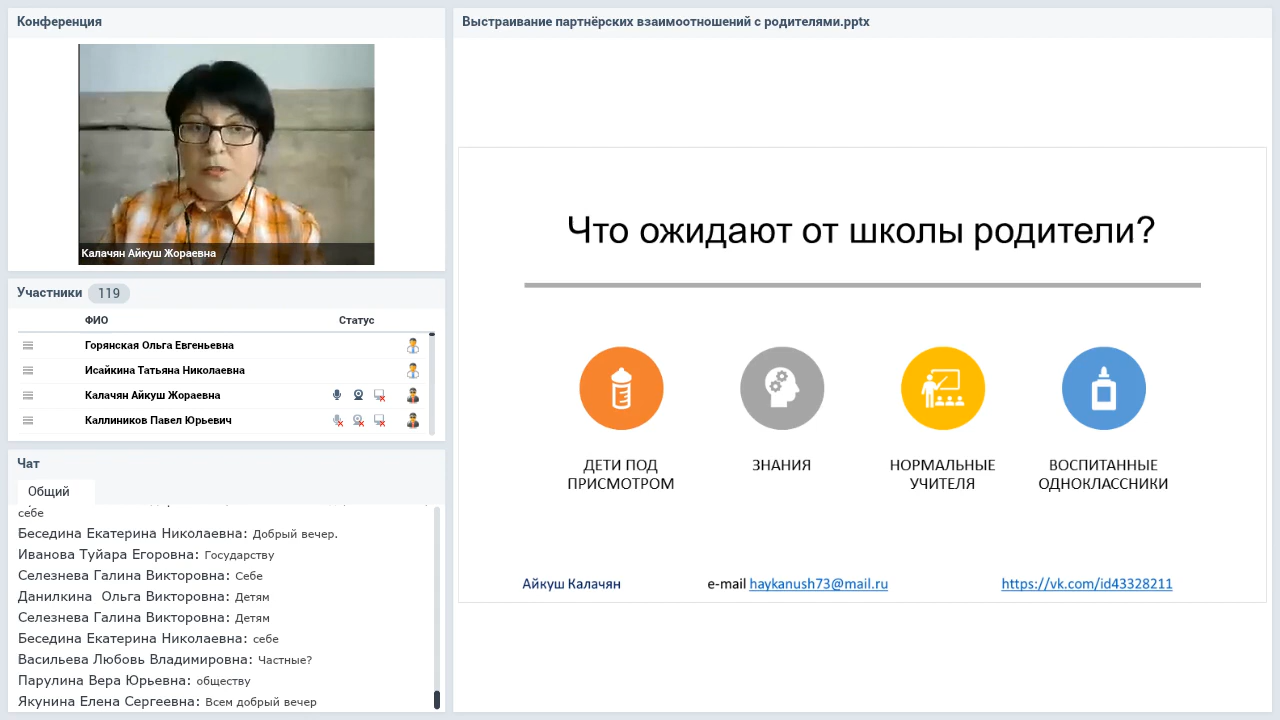 Конференция
Калачян Айкуш Жораевна
Участники 119
ФИО Статус
Горянская Ольга Евгеньевна
Исайкина Татьяна Николаевна
Калачян Айкуш Жораевна
Каллиников Павел Юрьевич
Чат
Общий
себе
Беседина Екатерина Николаевна: Добрый вечер.
Иванова Туйара Егоровна: Государству
Селезнева Галина Викторовна: Себе
Данилкина Ольга Викторовна: Детям
Селезнева Галина Викторовна: Детям
Беседина Екатерина Николаевна: себе
Васильева Любовь Владимировна: Частные?
Парулина Вера Юрьевна: обществу
Якунина Елена Сергеевна: Всем добрый вечер
Выстраивание партнёрских взаимоотношений с родителями.pptx
Что ожидают от школы родители?
ДЕТИ ПОД
ПРИСМОТРОМ
ЗНАНИЯ
НОРМАЛЬНЫЕ
УЧИТЕЛЯ
ВОСПИТАННЫЕ
ОДНОКЛАССНИКИ
Айкуш Калачян e-mail haykanush73@mail.ru https://vk.com/id43328211